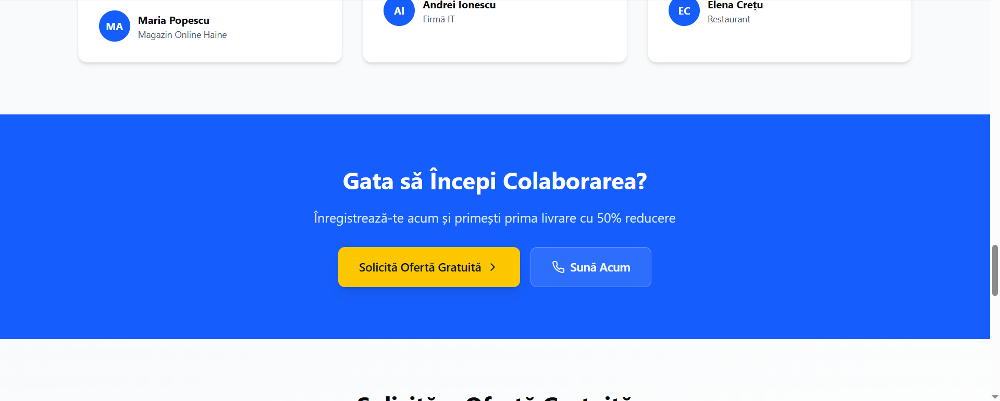 MA
Maria Popescu
Magazin Online Haine
AI
Andrei Ionescu
Firmă IT
EC
Elena Crețu
Restaurant
Gata să Începi Colaborarea?
Înregistrează-te acum și primești prima livrare cu 50% reducere
Solicită Ofertă Gratuită
Sună Acum